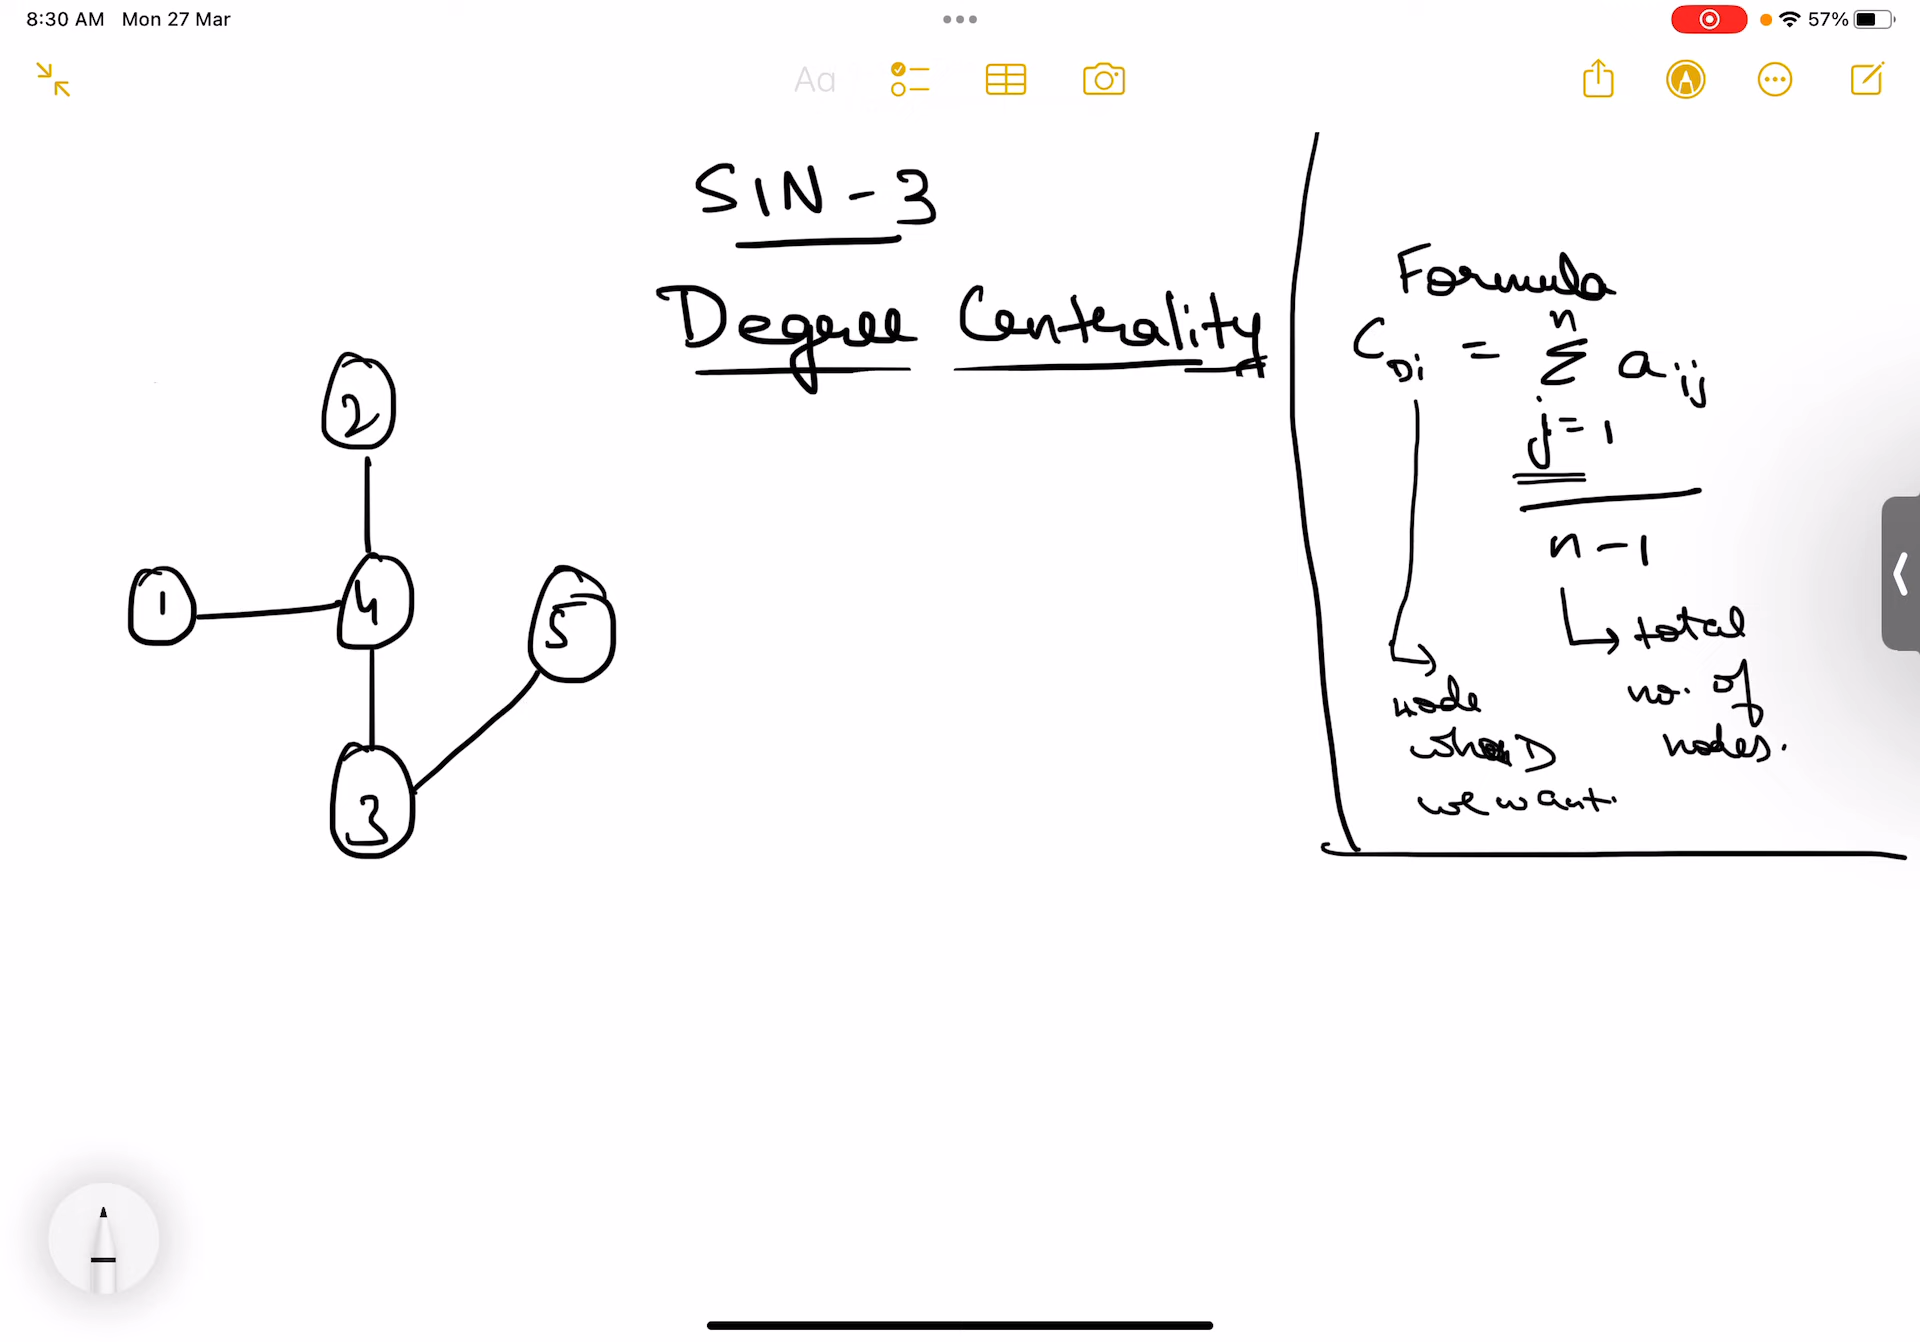 8:30 AM Mon 27 Mar
57%
Aa
SIN-3
Degree Centrality
2
1
4
5
3
Formula
C_Di = n Σ a_ij
j=1
n-1
total
no. of
nodes.
node
D
we want.